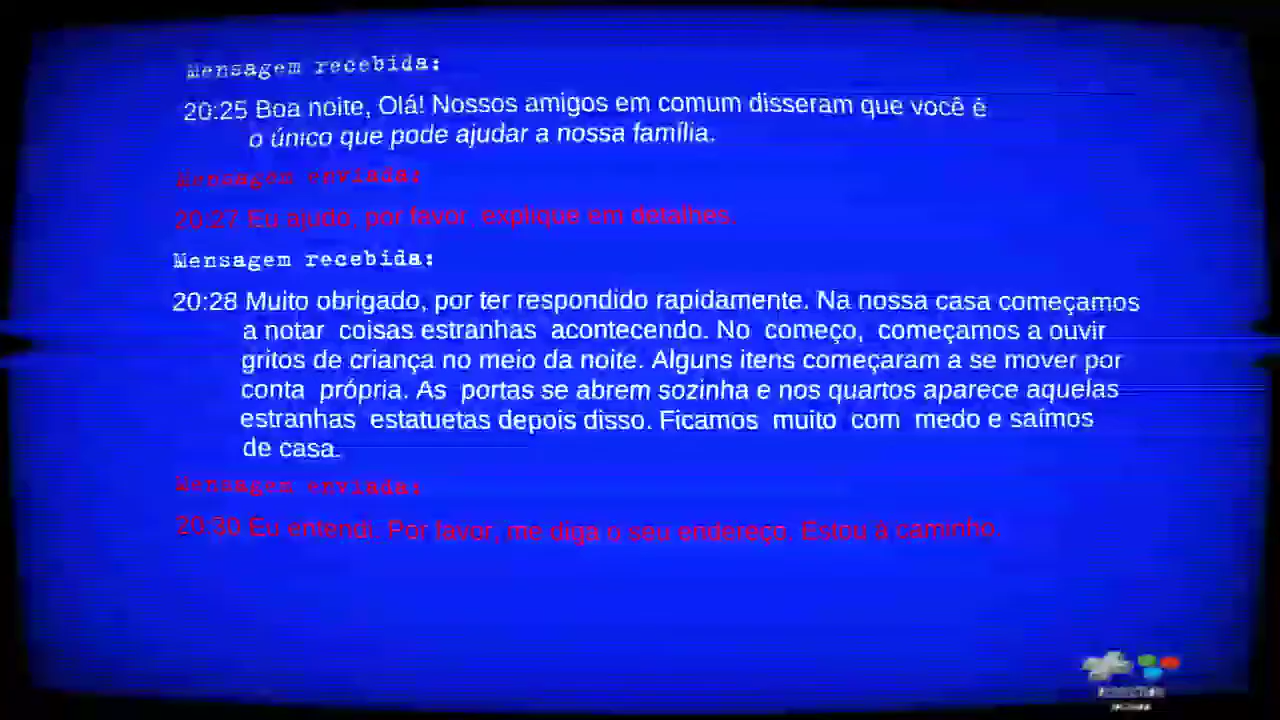 Mensagem recebida:
20:25 Boa noite, Olá! Nossos amigos em comum disseram que você é
o único que pode ajudar a nossa família.
Mensagem enviada:
20:27 Eu ajudo, por favor, explique em detalhes.
Mensagem recebida:
20:28 Muito obrigado, por ter respondido rapidamente. Na nossa casa começamos
a notar coisas estranhas acontecendo. No começo, começamos a ouvir
gritos de criança no meio da noite. Alguns itens começaram a se mover por
conta própria. As portas se abrem sozinha e nos quartos aparece aquelas
estranhas estatuetas depois disso. Ficamos muito com medo e saímos
de casa.
Mensagem enviada:
20:30 Eu entendi. Por favor, me diga o seu endereço. Estou à caminho.